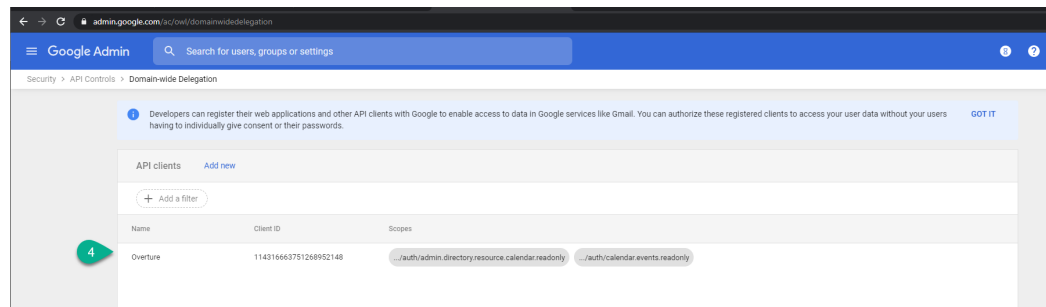 admin.google.com/ac/owl/domainwidedelegation
Google Admin
Search for users, groups or settings
8
?
Security > API Controls > Domain-wide Delegation
Developers can register their web applications and other API clients with Google to enable access to data in Google services like Gmail. You can authorize these registered clients to access your user data without your users
GOT IT
having to individually give consent or their passwords.
API clients
Add new
+ Add a filter
Name
Client ID
Scopes
4
Overture
114316663751268952148
.../auth/admin.directory.resource.calendar.readonly
.../auth/calendar.events.readonly